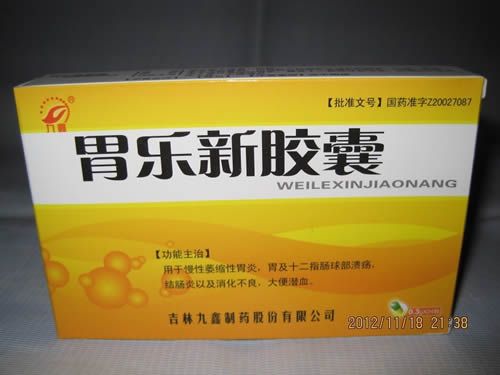 九鑫
®
【批准文号】国药准字Z20027087
胃乐新胶囊
WEILEXINJIAONANG
【功能主治】
用于慢性萎缩性胃炎，胃及十二指肠球部溃疡，
结肠炎以及消化不良，大便潜血。
吉林九鑫制药股份有限公司
2012/11/18 21:38